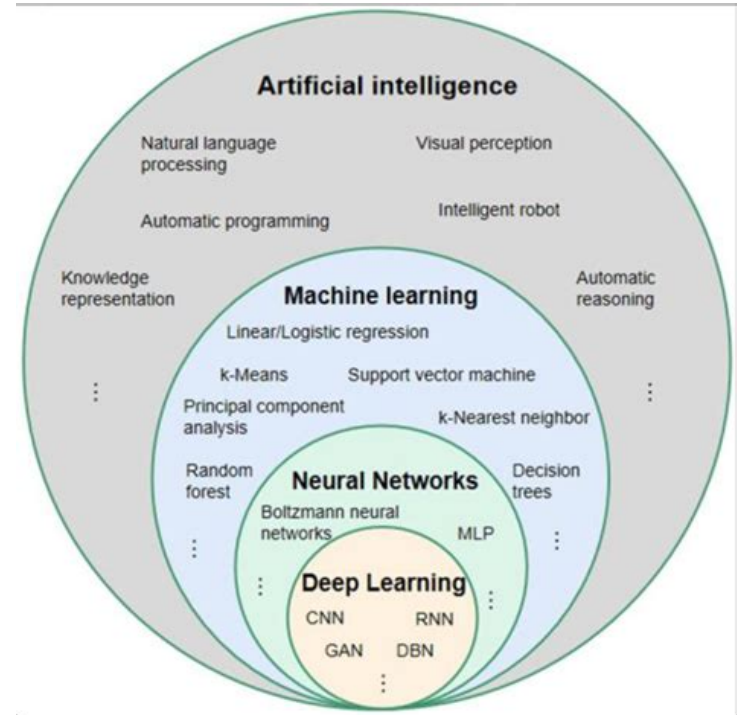 Artificial intelligence
Natural language
processing
Visual perception
Automatic programming
Intelligent robot
Knowledge
representation
Automatic
reasoning
Machine learning
Linear/Logistic regression
k-Means
Support vector machine
Principal component
analysis
k-Nearest neighbor
Random
forest
Decision
trees
Neural Networks
Boltzmann neural
networks
MLP
Deep Learning
CNN
RNN
GAN
DBN